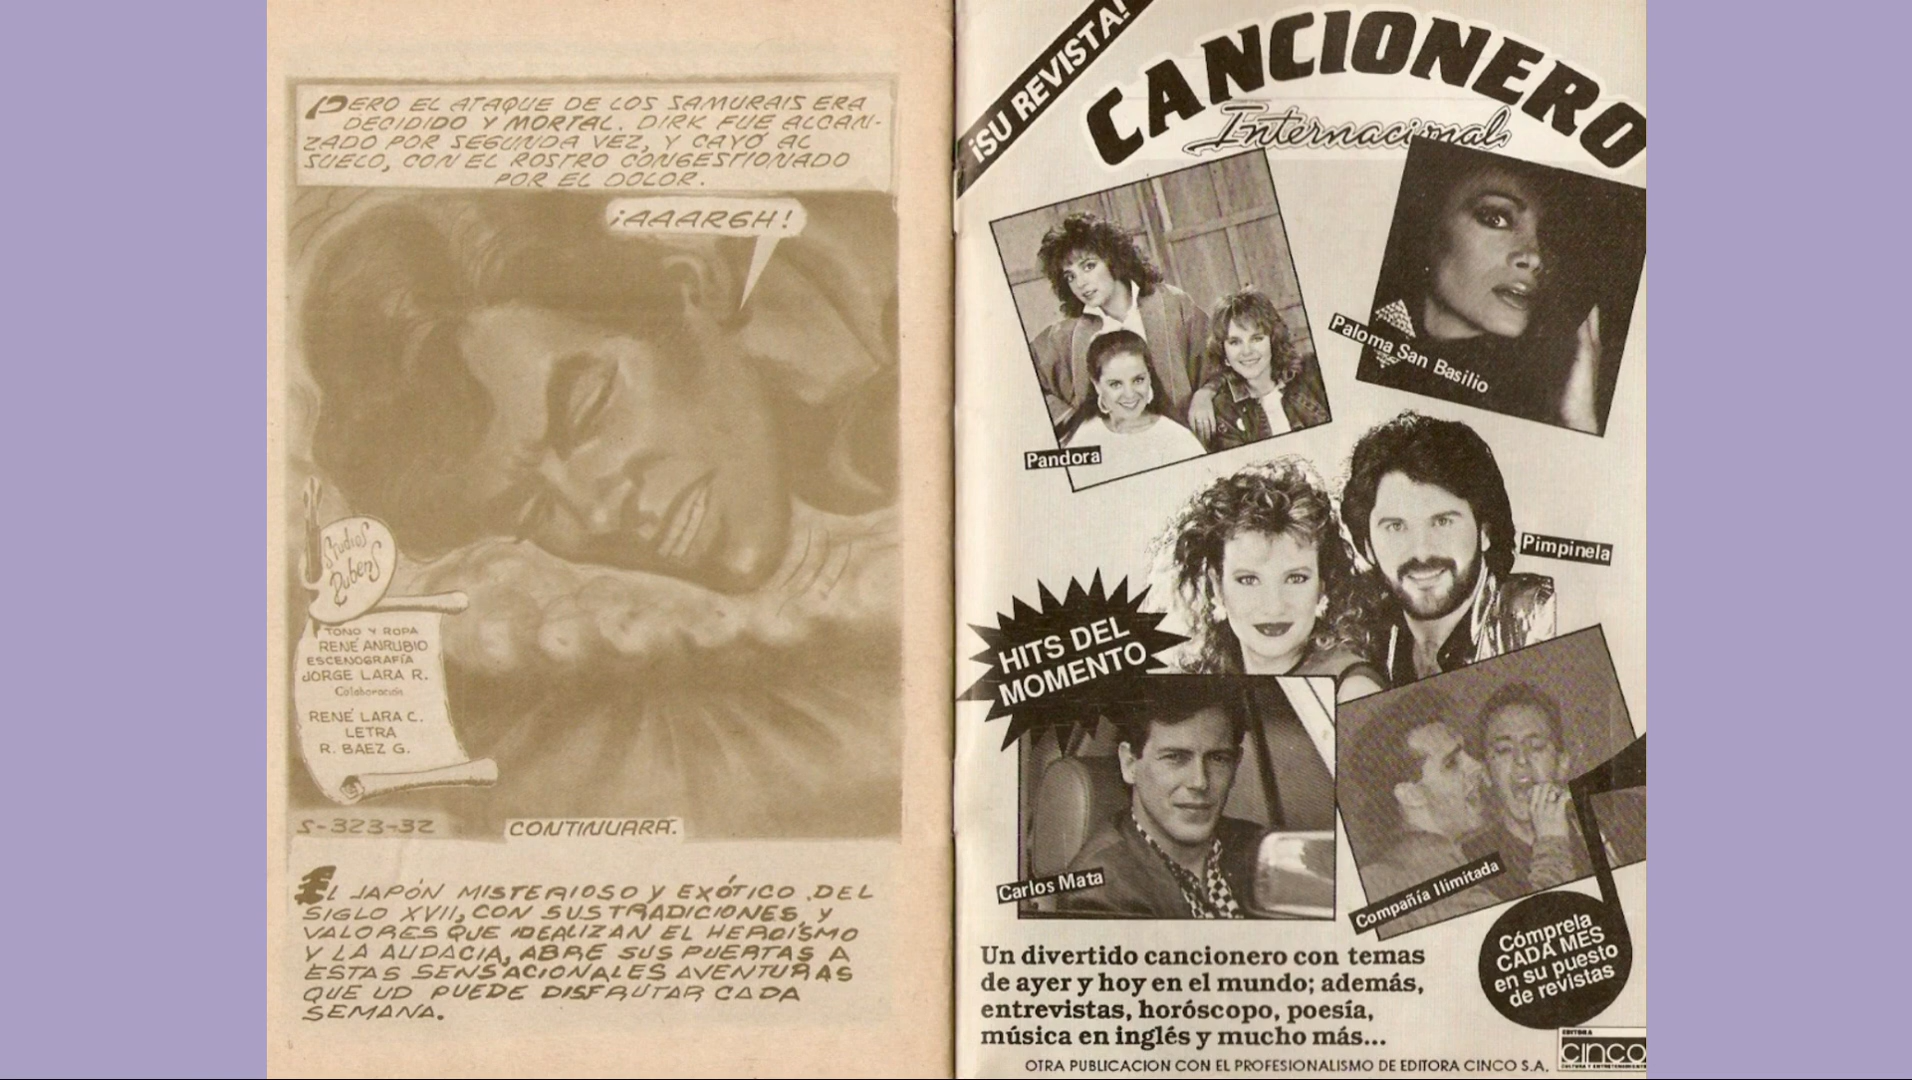 PERO EL ATAQUE DE LOS SAMURAIS ERA
DECIDIDO Y MORTAL. DIRK FUE ALCAN-
ZADO POR SEGUNDA VEZ, Y CAYÓ AL
SUELO, CON EL ROSTRO CONGESTIONADO
POR EL DOLOR.
¡AAARGH!
Studios
Rubens
TONO Y ROPA
RENÉ ANRUBIO
ESCENOGRAFÍA
JORGE LARA R.
Colaboración
RENÉ LARA C.
LETRA
R. BAEZ G.
S-323-32
CONTINUARÁ.
EL JAPÓN MISTERIOSO Y EXÓTICO DEL
SIGLO XVII, CON SUS TRADICIONES Y
VALORES QUE IDEALIZAN EL HEROÍSMO
Y LA AUDACIA, ABRE SUS PUERTAS A
ESTAS SENSACIONALES AVENTURAS
QUE UD PUEDE DISFRUTAR CADA
SEMANA.
¡SU REVISTA!
CANCIONERO
Internacional
Pandora
Paloma San Basilio
Pimpinela
HITS DEL
MOMENTO
Carlos Mata
Compañía Ilimitada
Cómprela
CADA MES
en su puesto
de revistas
Un divertido cancionero con temas
de ayer y hoy en el mundo; además,
entrevistas, horóscopo, poesía,
música en inglés y mucho más...
OTRA PUBLICACION CON EL PROFESIONALISMO DE EDITORA CINCO S.A.
EDITORA
CINCO
CULTURA Y ENTRETENIMIENTO